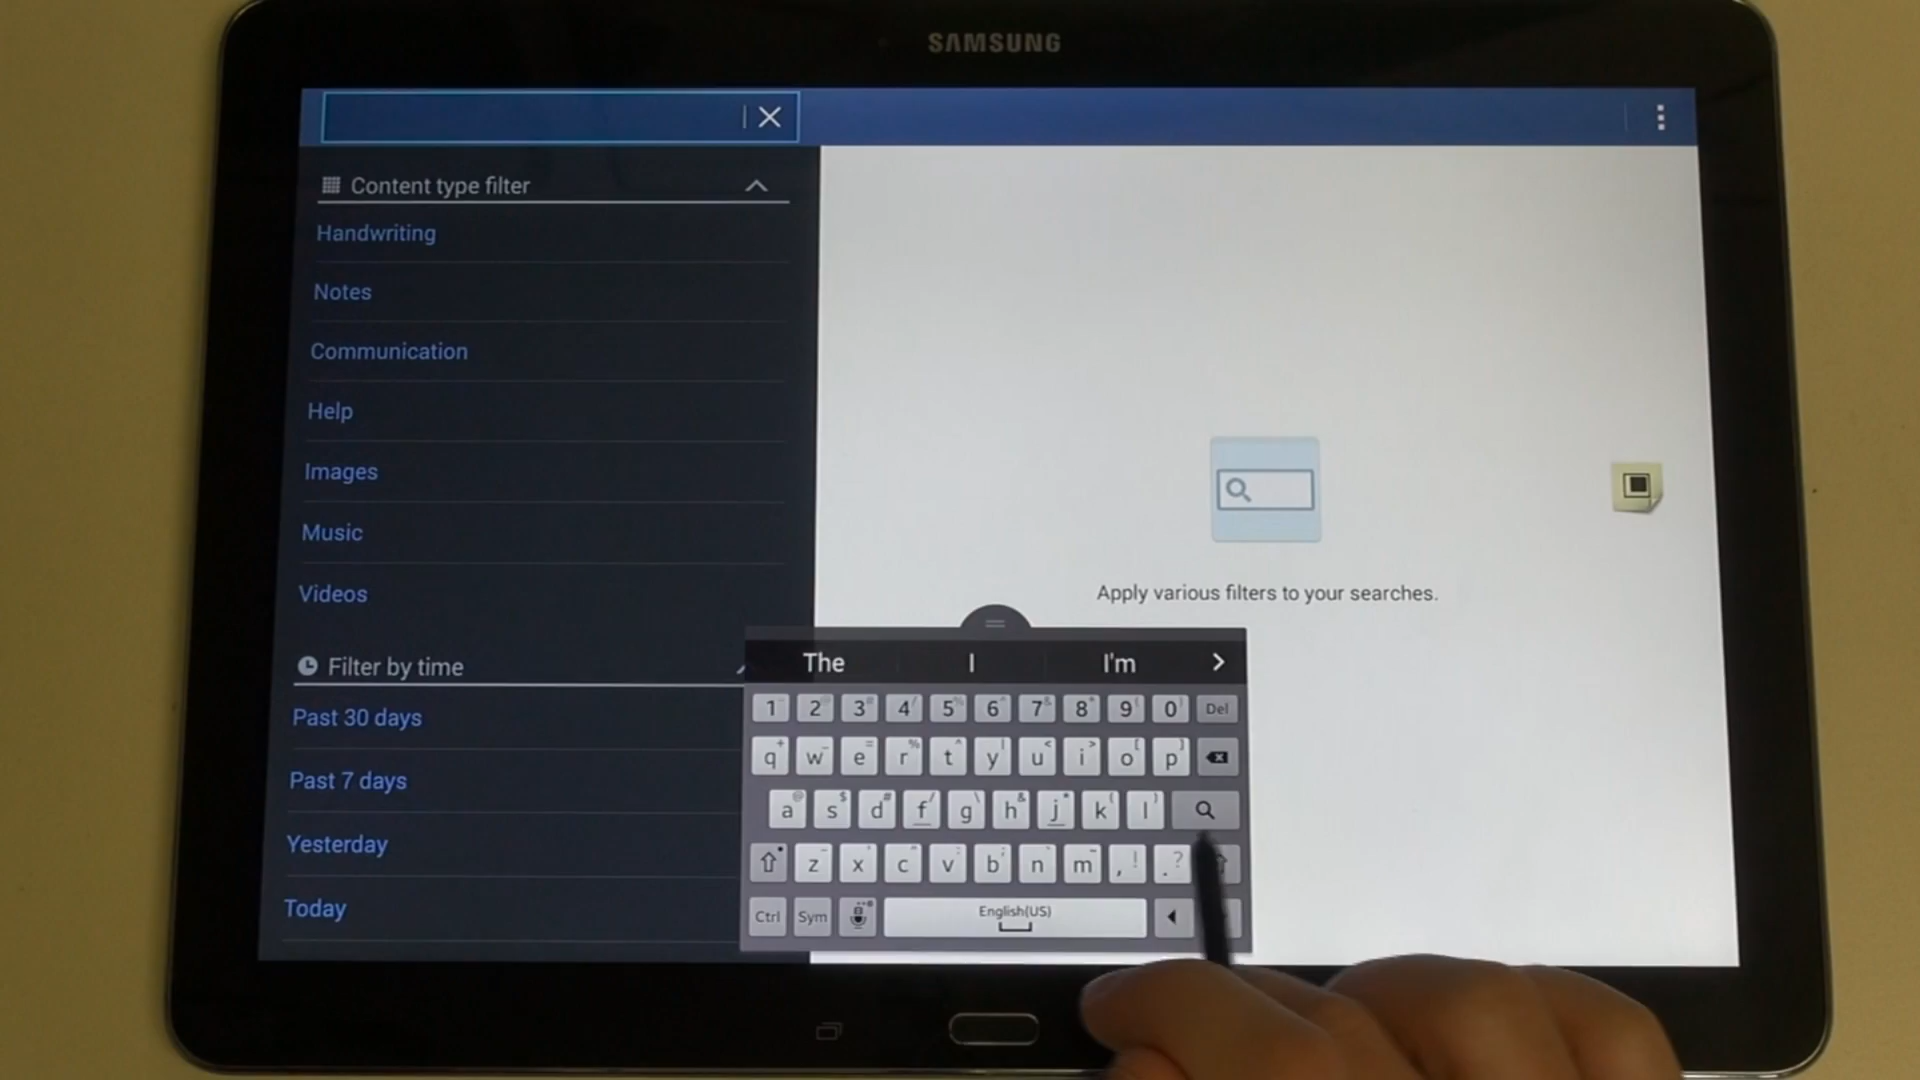 SAMSUNG
Content type filter
Handwriting
Notes
Communication
Help
Images
Music
Videos
Filter by time
Past 30 days
Past 7 days
Yesterday
Today
Apply various filters to your searches.
The I I'm
1 2 3 4 5 6 7 8 9 0 Del
q w e r t y u i o p
a s d f g h j k l
z x c v b n m , ! . ?
Ctrl Sym English(US)